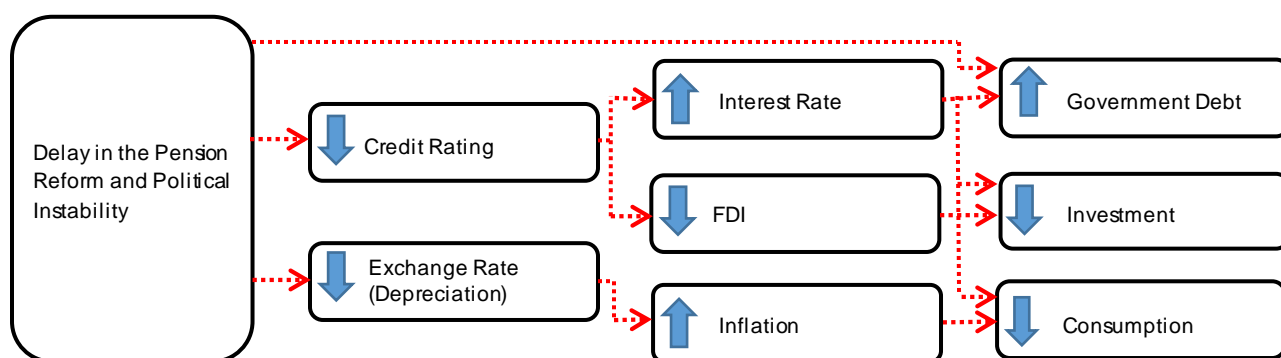 Delay in the Pension
Reform and Political
Instability
Credit Rating
Exchange Rate
(Depreciation)
Interest Rate
FDI
Inflation
Government Debt
Investment
Consumption